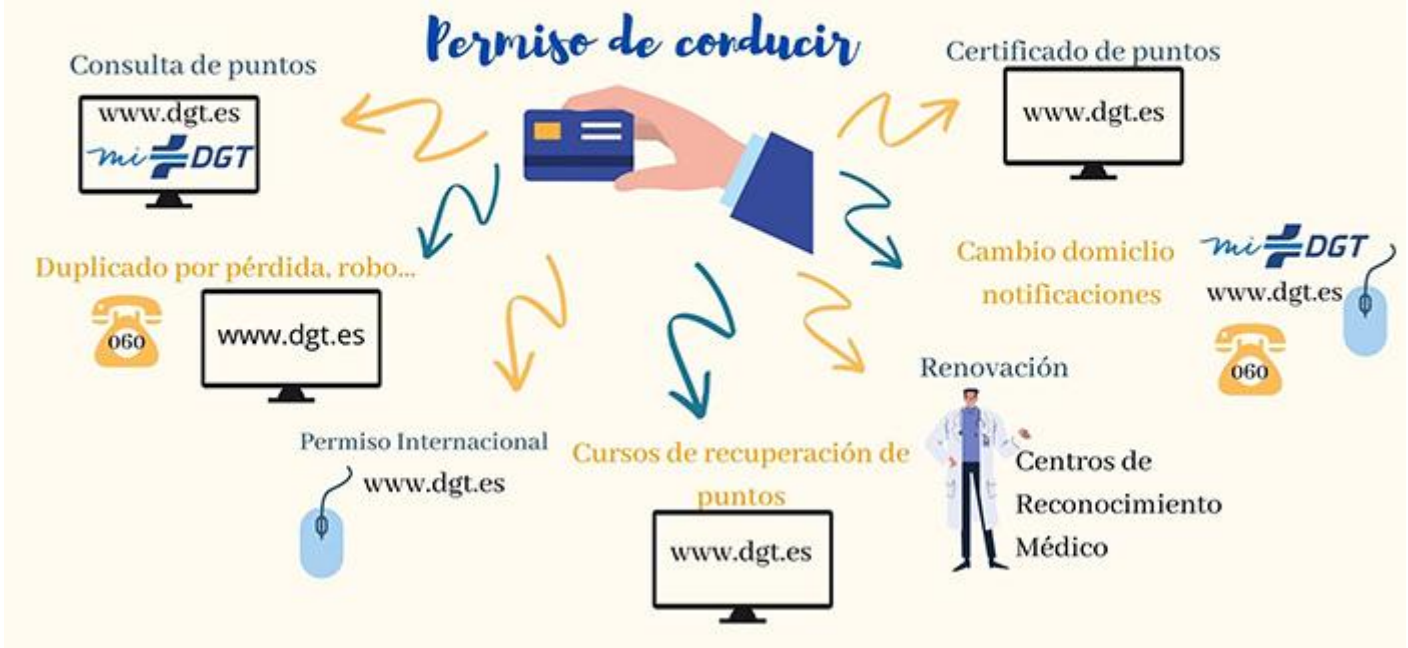 Permiso de conducir
Consulta de puntos
www.dgt.es
mi DGT
Certificado de puntos
www.dgt.es
Duplicado por pérdida, robo...
060
www.dgt.es
Cambio domiclio
notificaciones
mi DGT
www.dgt.es
060
Permiso Internacional
www.dgt.es
Cursos de recuperación de
puntos
www.dgt.es
Renovación
Centros de
Reconocimiento
Médico